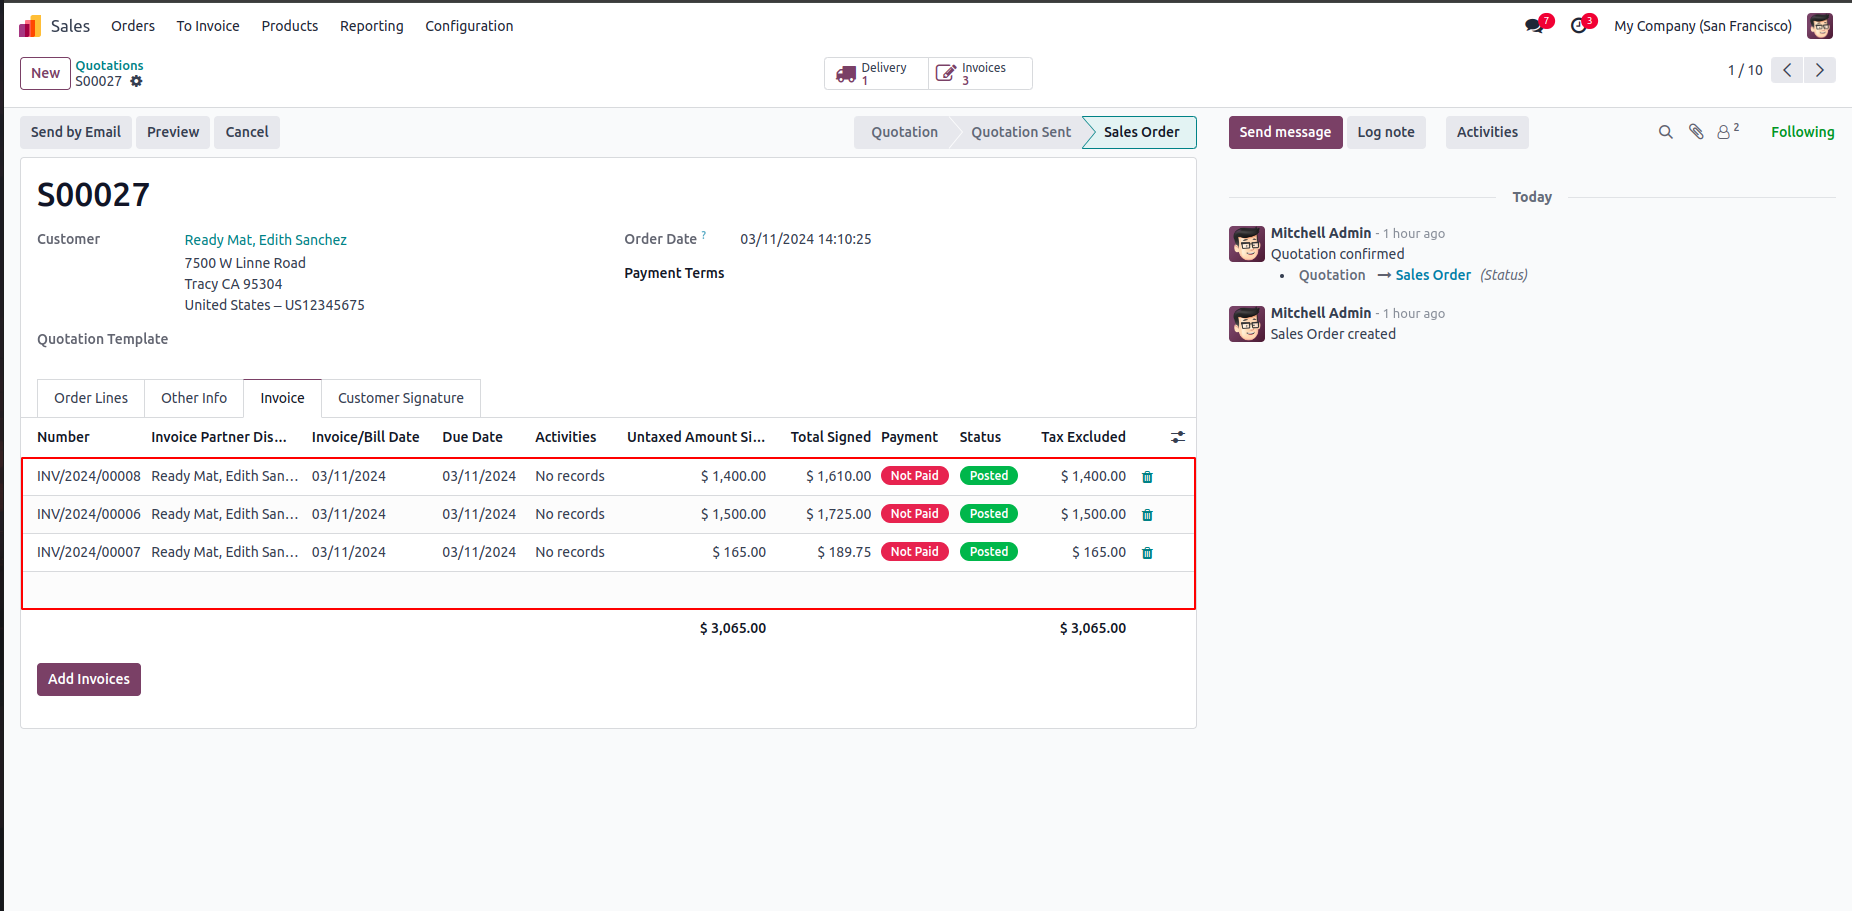 Sales Orders To Invoice Products Reporting Configuration 7 3 My Company (San Francisco)
New Quotations
S00027
Delivery 1
Invoices 3
1 / 10
Send by Email Preview Cancel Quotation Quotation Sent Sales Order Send message Log note Activities 2 Following
S00027
Customer Ready Mat, Edith Sanchez
7500 W Linne Road
Tracy CA 95304
United States – US12345675
Order Date ? 03/11/2024 14:10:25
Payment Terms
Quotation Template
Order Lines Other Info Invoice Customer Signature
Number Invoice Partner Dis... Invoice/Bill Date Due Date Activities Untaxed Amount Si... Total Signed Payment Status Tax Excluded
INV/2024/00008 Ready Mat, Edith San... 03/11/2024 03/11/2024 No records $ 1,400.00 $ 1,610.00 Not Paid Posted $ 1,400.00
INV/2024/00006 Ready Mat, Edith San... 03/11/2024 03/11/2024 No records $ 1,500.00 $ 1,725.00 Not Paid Posted $ 1,500.00
INV/2024/00007 Ready Mat, Edith San... 03/11/2024 03/11/2024 No records $ 165.00 $ 189.75 Not Paid Posted $ 165.00
$ 3,065.00 $ 3,065.00
Add Invoices
Today
Mitchell Admin - 1 hour ago
Quotation confirmed
• Quotation → Sales Order (Status)
Mitchell Admin - 1 hour ago
Sales Order created